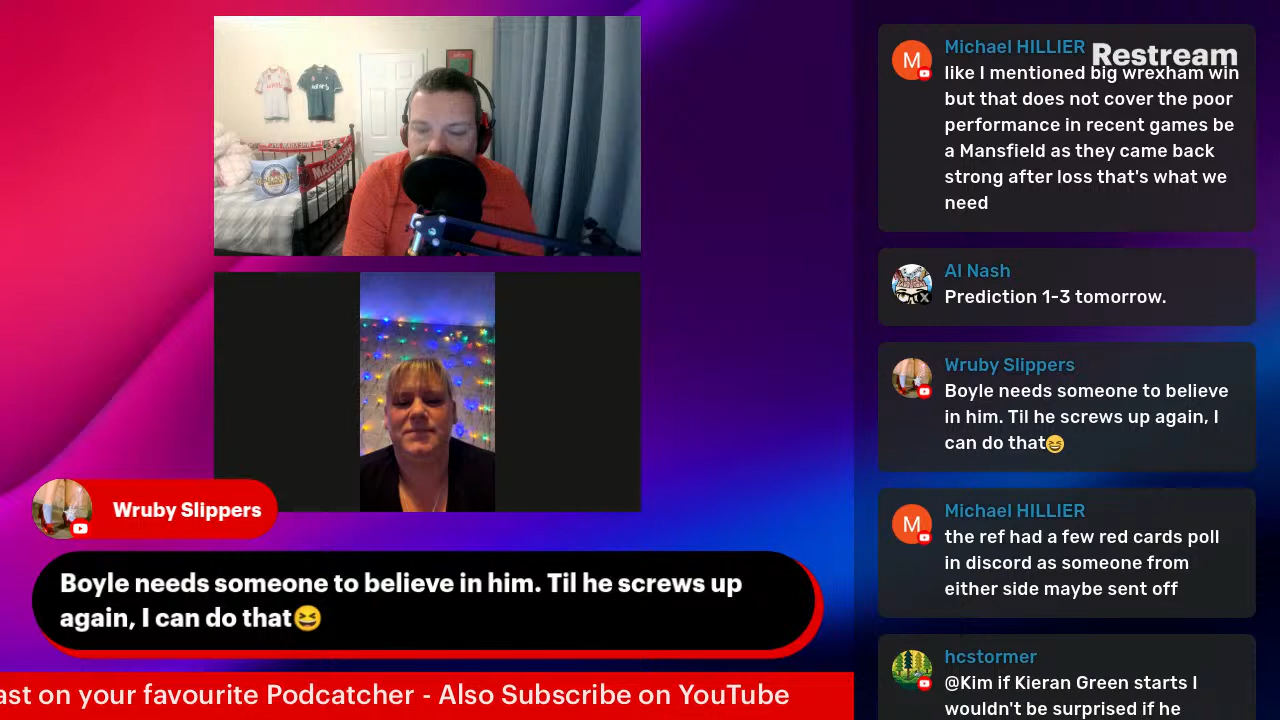 Michael HILLIER
Restream
like I mentioned big wrexham win
but that does not cover the poor
performance in recent games be
a Mansfield as they came back
strong after loss that's what we
need
Al Nash
Prediction 1-3 tomorrow.
Wruby Slippers
Boyle needs someone to believe
in him. Til he screws up again, I
can do that😆
Michael HILLIER
the ref had a few red cards poll
in discord as someone from
either side maybe sent off
hcstormer
@Kim if Kieran Green starts I
wouldn't be surprised if he
M
M
Wruby Slippers
Boyle needs someone to believe in him. Til he screws up
again, I can do that😆
ast on your favourite Podcatcher - Also Subscribe on YouTube